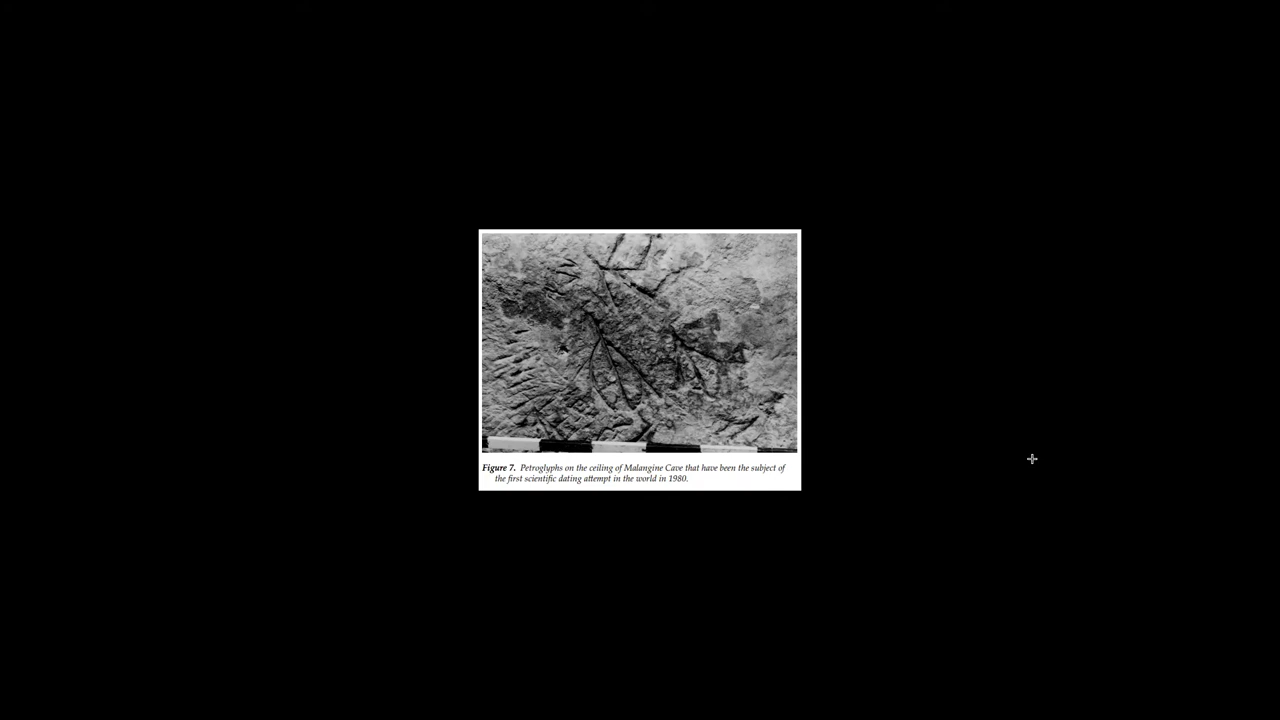 Figure 7. Petroglyphs on the ceiling of Malangine Cave that have been the subject of
the first scientific dating attempt in the world in 1980.